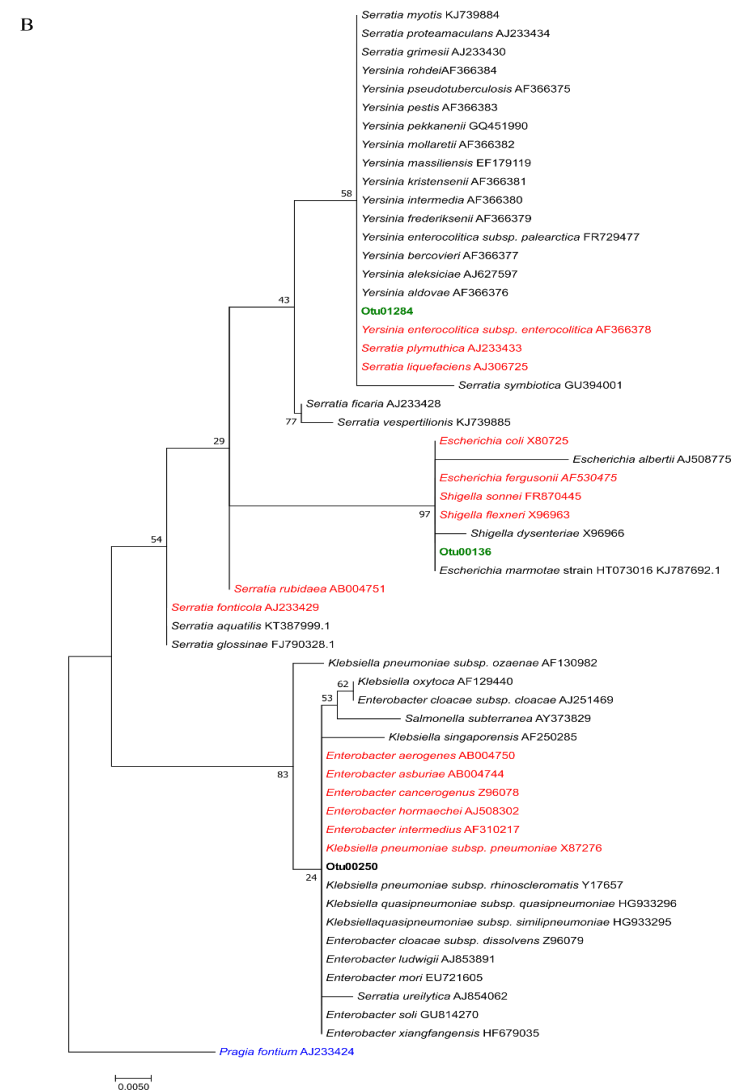 B
Serratia myotis KJ739884
Serratia proteamaculans AJ233434
Serratia grimesii AJ233430
Yersinia rohdeiAF366384
Yersinia pseudotuberculosis AF366375
Yersinia pestis AF366383
Yersinia pekkanenii GQ451990
Yersinia mollaretii AF366382
Yersinia massiliensis EF179119
Yersinia kristensenii AF366381
58
Yersinia intermedia AF366380
Yersinia frederiksenii AF366379
Yersinia enterocolitica subsp. palearctica FR729477
Yersinia bercovieri AF366377
Yersinia aleksiciae AJ627597
Yersinia aldovae AF366376
43
Otu01284
Yersinia enterocolitica subsp. enterocolitica AF366378
Serratia plymuthica AJ233433
Serratia liquefaciens AJ306725
Serratia symbiotica GU394001
Serratia ficaria AJ233428
77
Serratia vespertilionis KJ739885
29
Escherichia coli X80725
Escherichia albertii AJ508775
Escherichia fergusonii AF530475
Shigella sonnei FR870445
97
Shigella flexneri X96963
Shigella dysenteriae X96966
54
Otu00136
Escherichia marmotae strain HT073016 KJ787692.1
Serratia rubidaea AB004751
Serratia fonticola AJ233429
Serratia aquatilis KT387999.1
Serratia glossinae FJ790328.1
Klebsiella pneumoniae subsp. ozaenae AF130982
62
Klebsiella oxytoca AF129440
53
Enterobacter cloacae subsp. cloacae AJ251469
Salmonella subterranea AY373829
Klebsiella singaporensis AF250285
Enterobacter aerogenes AB004750
83
Enterobacter asburiae AB004744
Enterobacter cancerogenus Z96078
Enterobacter hormaechei AJ508302
Enterobacter intermedius AF310217
Klebsiella pneumoniae subsp. pneumoniae X87276
Otu00250
24
Klebsiella pneumoniae subsp. rhinoscleromatis Y17657
Klebsiella quasipneumoniae subsp. quasipneumoniae HG933296
Klebsiellaquasipneumoniae subsp. similipneumoniae HG933295
Enterobacter cloacae subsp. dissolvens Z96079
Enterobacter ludwigii AJ853891
Enterobacter mori EU721605
Serratia ureilytica AJ854062
Enterobacter soli GU814270
Enterobacter xiangfangensis HF679035
Pragia fontium AJ233424
0.0050